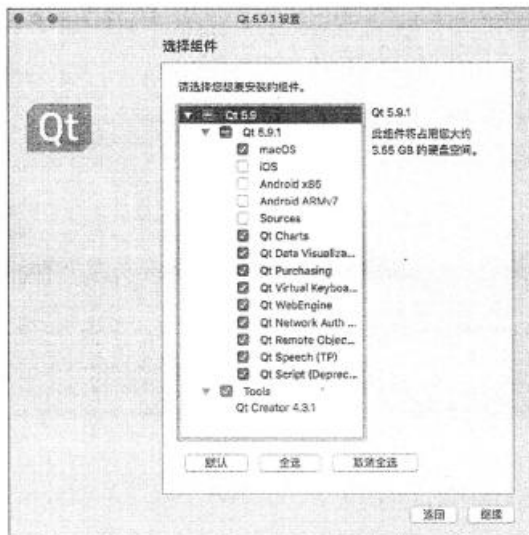 Qt 5.9.1 设置
选择组件
Qt
请选择您想要安装的组件。
Qt 5.9
Qt 5.9.1
macOS
iOS
Android x86
Android ARMv7
Sources
Qt Charts
Qt Data Visualiza...
Qt Purchasing
Qt Virtual Keyboa...
Qt WebEngine
Qt Network Auth ...
Qt Remote Objec...
Qt Speech (TP)
Qt Script (Deprec...
Tools
Qt Creator 4.3.1
Qt 5.9.1
此组件将占用您大约
3.65 GB 的硬盘空间。
默认
全选
取消全选
返回
继续